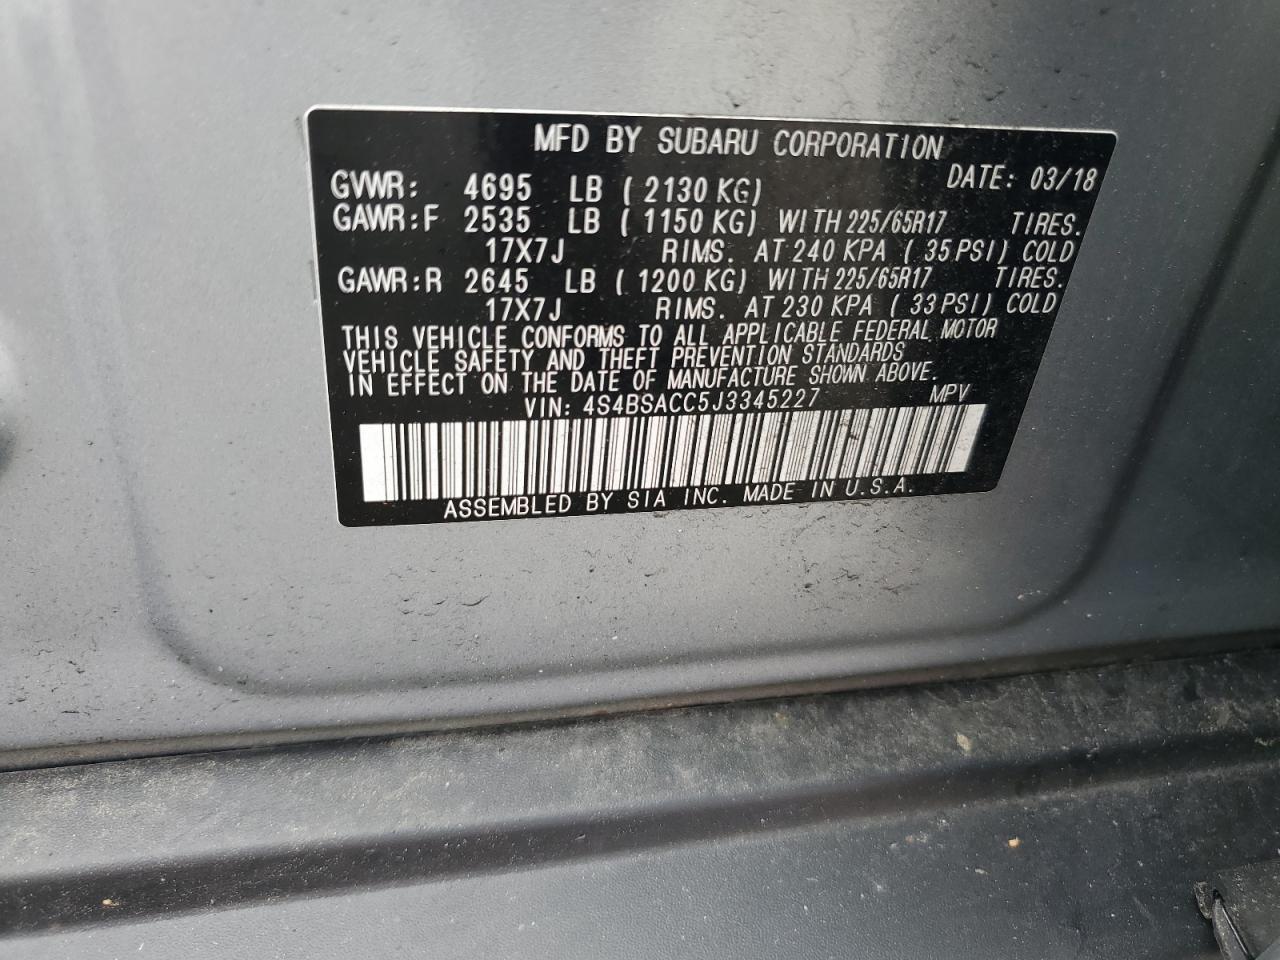 MFD BY SUBARU CORPORATION
DATE: 03/18
GVWR: 4695 LB ( 2130 KG)
GAWR:F 2535 LB ( 1150 KG) WITH 225/65R17 TIRES.
17X7J RIMS. AT 240 KPA ( 35 PSI) COLD
GAWR:R 2645 LB ( 1200 KG) WITH 225/65R17 TIRES.
17X7J RIMS. AT 230 KPA ( 33 PSI) COLD
THIS VEHICLE CONFORMS TO ALL APPLICABLE FEDERAL MOTOR
VEHICLE SAFETY AND THEFT PREVENTION STANDARDS
IN EFFECT ON THE DATE OF MANUFACTURE SHOWN ABOVE.
VIN: 4S4BSACC5J3345227 MPV
ASSEMBLED BY SIA INC. MADE IN U.S.A.